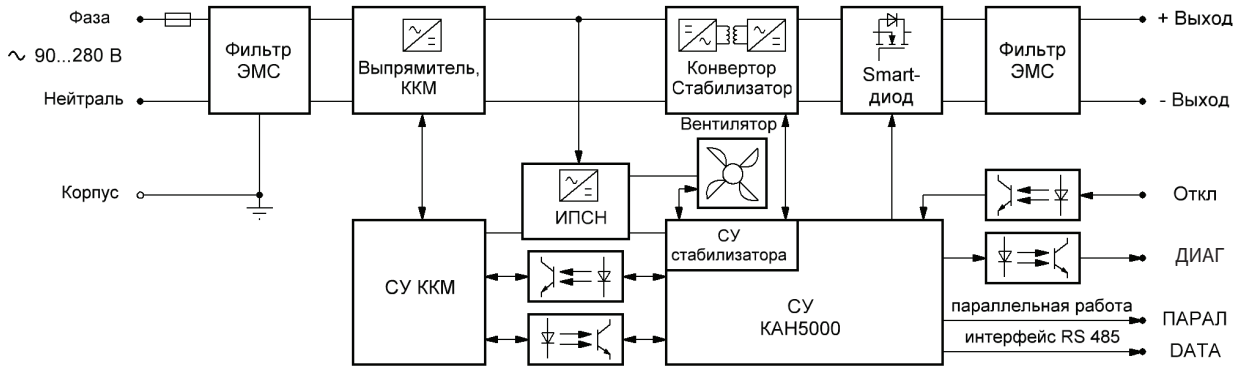 Фаза
~ 90...280 В
Нейтраль
Корпус
Фильтр
ЭМС
Выпрямитель,
ККМ
Конвертор
Стабилизатор
Smart-
диод
Фильтр
ЭМС
+ Выход
- Выход
Вентилятор
ИПСН
СУ ККМ
СУ
стабилизатора
СУ
КАН5000
Откл
ДИАГ
параллельная работа
ПАРАЛ
интерфейс RS 485
DATA